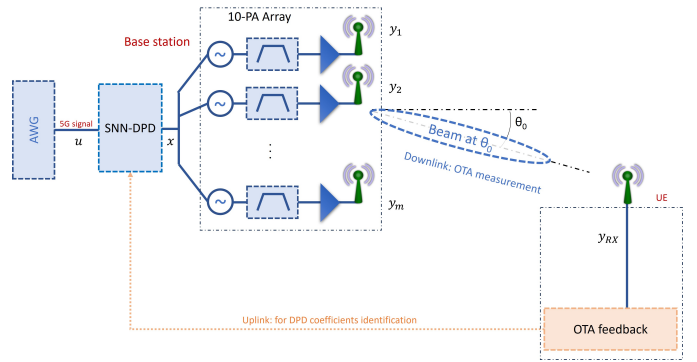 10-PA Array
Base station
y₁
y₂
yₘ
AWG
5G signal
u
SNN-DPD
x
~
~
⋮
~
Beam at θ₀
θ₀
Downlink: OTA measurement
UE
y_RX
Uplink: for DPD coefficients identification
OTA feedback